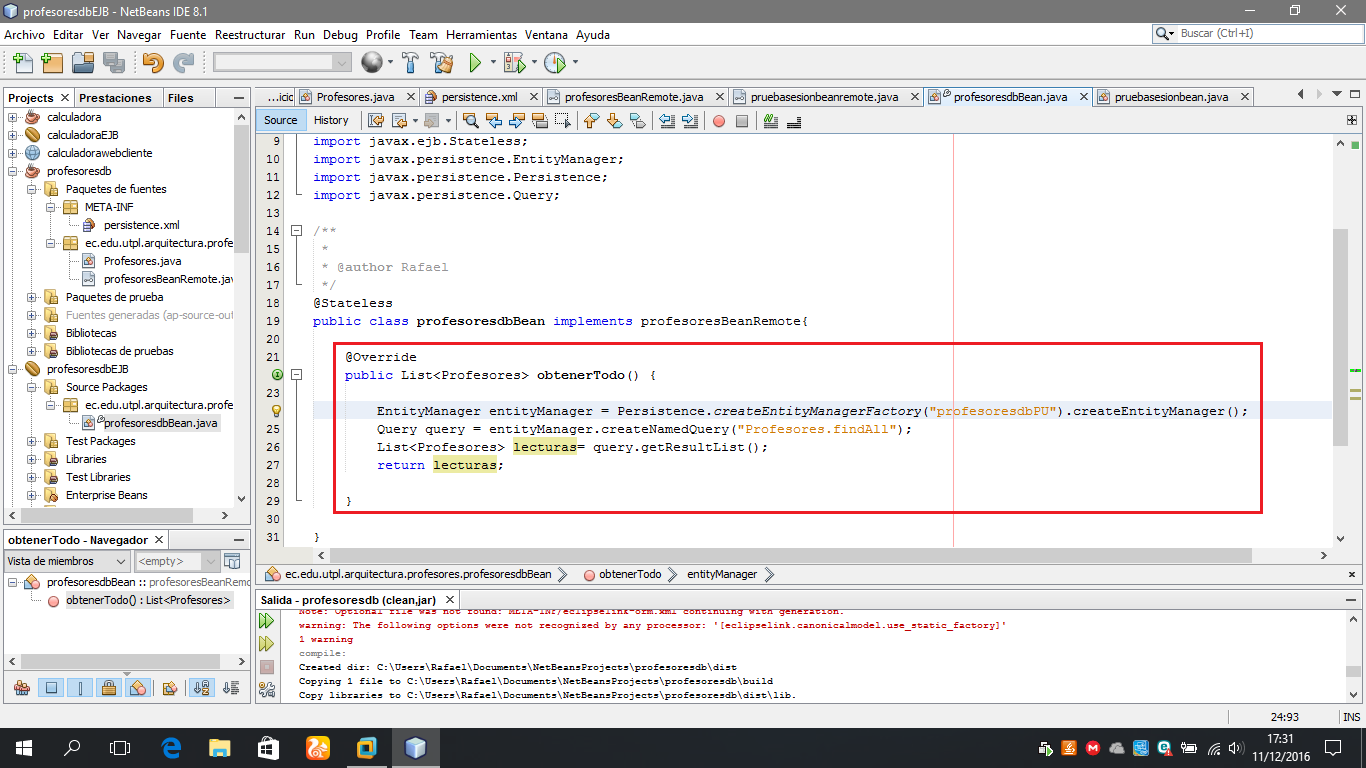 profesoresdbEJB - NetBeans IDE 8.1
Archivo Editar Ver Navegar Fuente Reestructurar Run Debug Profile Team Herramientas Ventana Ayuda
Buscar (Ctrl+I)
Projects Prestaciones Files
calculadora
calculadoraEJB
calculadorawebcliente
profesoresdb
Paquetes de fuentes
META-INF
persistence.xml
ec.edu.utpl.arquitectura.profe
Profesores.java
profesoresBeanRemote.jav
Paquetes de prueba
Fuentes generadas (ap-source-out
Bibliotecas
Bibliotecas de pruebas
profesoresdbEJB
Source Packages
ec.edu.utpl.arquitectura.profe
profesoresdbBean.java
Test Packages
Libraries
Test Libraries
Enterprise Beans
obtenerTodo - Navegador
Vista de miembros <empty>
profesoresdbBean :: profesoresBeanRemo
obtenerTodo() : List<Profesores>
...icio Profesores.java persistence.xml profesoresBeanRemote.java pruebasesionbeanremote.java profesoresdbBean.java pruebasesionbean.java
Source History
9 import javax.ejb.Stateless;
10 import javax.persistence.EntityManager;
11 import javax.persistence.Persistence;
12 import javax.persistence.Query;
13
14 /**
15 *
16 * @author Rafael
17 */
18 @Stateless
19 public class profesoresdbBean implements profesoresBeanRemote{
20
21 @Override
public List<Profesores> obtenerTodo() {
23
EntityManager entityManager = Persistence.createEntityManagerFactory("profesoresdbPU").createEntityManager();
25 Query query = entityManager.createNamedQuery("Profesores.findAll");
26 List<Profesores> lecturas= query.getResultList();
27 return lecturas;
28
29 }
30
31 }
ec.edu.utpl.arquitectura.profesores.profesoresdbBean obtenerTodo entityManager
Salida - profesoresdb (clean,jar)
Note: Optional file was not found: META-INF/eclipselink-orm.xml continuing with generation.
warning: The following options were not recognized by any processor: '[eclipselink.canonicalmodel.use_static_factory]'
1 warning
compile:
Created dir: C:\Users\Rafael\Documents\NetBeansProjects\profesoresdb\dist
Copying 1 file to C:\Users\Rafael\Documents\NetBeansProjects\profesoresdb\build
Copy libraries to C:\Users\Rafael\Documents\NetBeansProjects\profesoresdb\dist\lib.
24:93 INS
17:31
11/12/2016